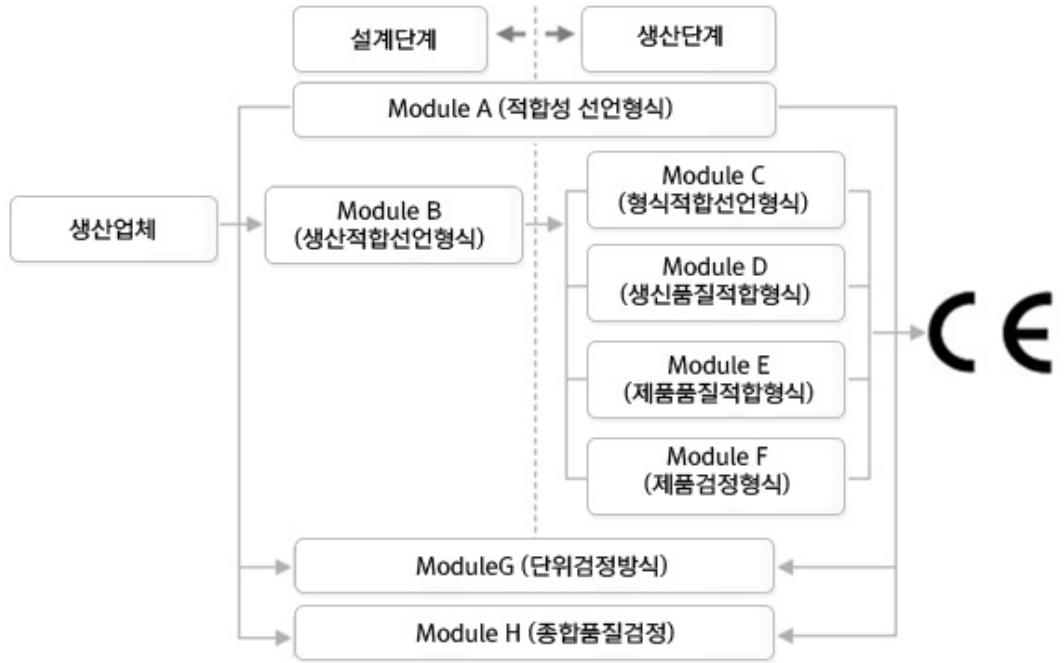 설계단계
생산단계
Module A (적합성 선언형식)
생산업체
Module B
(생산적합선언형식)
Module C
(형식적합선언형식)
Module D
(생신품질적합형식)
Module E
(제품품질적합형식)
Module F
(제품검정형식)
CE
ModuleG (단위검정방식)
Module H (종합품질검정)